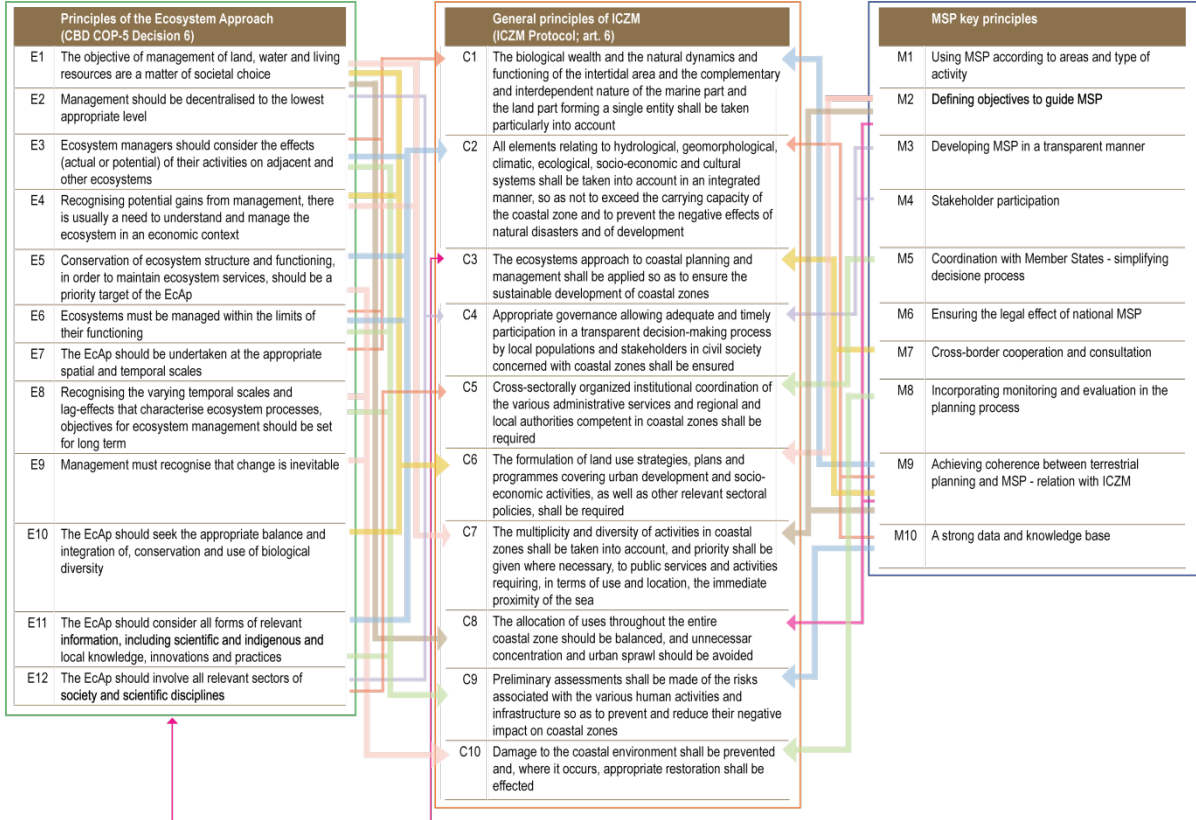 Principles of the Ecosystem Approach
(CBD COP-5 Decision 6)
E1 The objective of management of land, water and living
resources are a matter of societal choice
E2 Management should be decentralised to the lowest
appropriate level
E3 Ecosystem managers should consider the effects
(actual or potential) of their activities on adjacent and
other ecosystems
E4 Recognising potential gains from management, there
is usually a need to understand and manage the
ecosystem in an economic context
E5 Conservation of ecosystem structure and functioning,
in order to maintain ecosystem services, should be a
priority target of the EcAp
E6 Ecosystems must be managed within the limits of
their functioning
E7 The EcAp should be undertaken at the appropriate
spatial and temporal scales
E8 Recognising the varying temporal scales and
lag-effects that characterise ecosystem processes,
objectives for ecosystem management should be set
for long term
E9 Management must recognise that change is inevitable
E10 The EcAp should seek the appropriate balance and
integration of, conservation and use of biological
diversity
E11 The EcAp should consider all forms of relevant
information, including scientific and indigenous and
local knowledge, innovations and practices
E12 The EcAp should involve all relevant sectors of
society and scientific disciplines
General principles of ICZM
(ICZM Protocol; art. 6)
C1 The biological wealth and the natural dynamics and
functioning of the intertidal area and the complementary
and interdependent nature of the marine part and
the land part forming a single entity shall be taken
particularly into account
C2 All elements relating to hydrological, geomorphological,
climatic, ecological, socio-economic and cultural
systems shall be taken into account in an integrated
manner, so as not to exceed the carrying capacity of
the coastal zone and to prevent the negative effects of
natural disasters and of development
C3 The ecosystems approach to coastal planning and
management shall be applied so as to ensure the
sustainable development of coastal zones
C4 Appropriate governance allowing adequate and timely
participation in a transparent decision-making process
by local populations and stakeholders in civil society
concerned with coastal zones shall be ensured
C5 Cross-sectorally organized institutional coordination of
the various administrative services and regional and
local authorities competent in coastal zones shall be
required
C6 The formulation of land use strategies, plans and
programmes covering urban development and socio-
economic activities, as well as other relevant sectoral
policies, shall be required
C7 The multiplicity and diversity of activities in coastal
zones shall be taken into account, and priority shall be
given where necessary, to public services and activities
requiring, in terms of use and location, the immediate
proximity of the sea
C8 The allocation of uses throughout the entire
coastal zone should be balanced, and unnecessar
concentration and urban sprawl should be avoided
C9 Preliminary assessments shall be made of the risks
associated with the various human activities and
infrastructure so as to prevent and reduce their negative
impact on coastal zones
C10 Damage to the coastal environment shall be prevented
and, where it occurs, appropriate restoration shall be
effected
MSP key principles
M1 Using MSP according to areas and type of
activity
M2 Defining objectives to guide MSP
M3 Developing MSP in a transparent manner
M4 Stakeholder participation
M5 Coordination with Member States - simplifying
decisione process
M6 Ensuring the legal effect of national MSP
M7 Cross-border cooperation and consultation
M8 Incorporating monitoring and evaluation in the
planning process
M9 Achieving coherence between terrestrial
planning and MSP - relation with ICZM
M10 A strong data and knowledge base